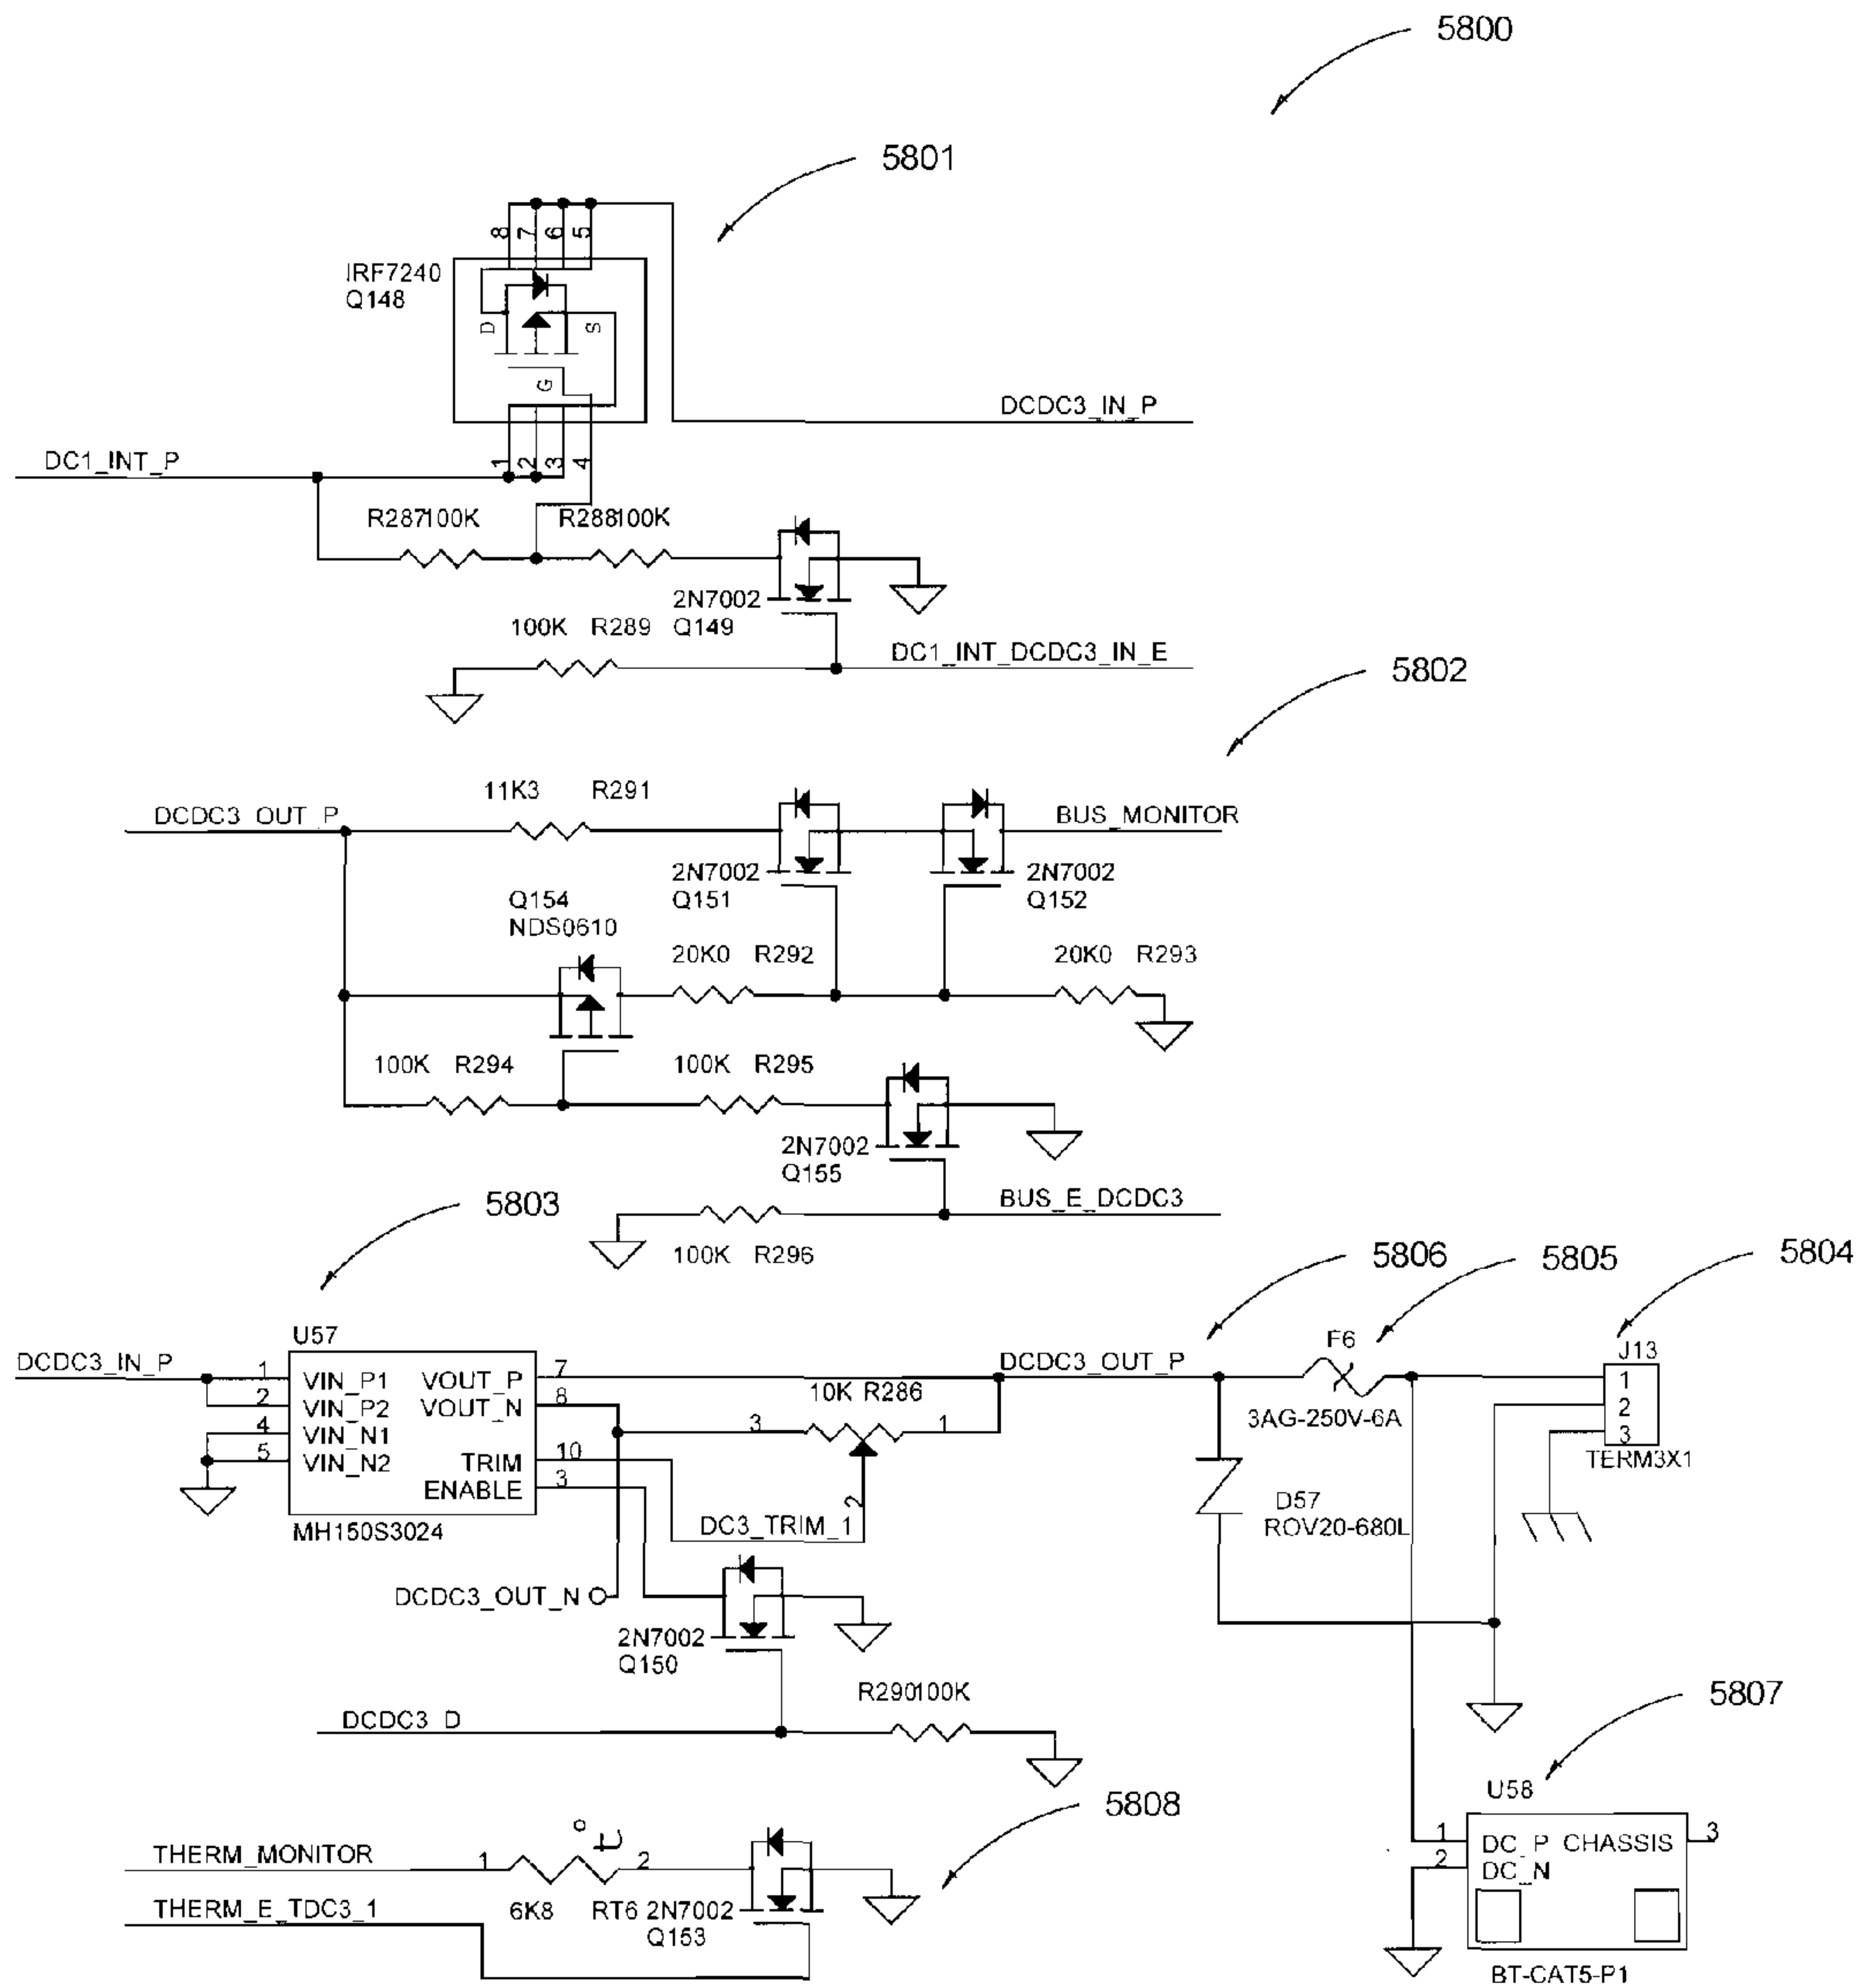 5800
5801
8 7 6 5
IRF7240
Q148
D S
G
DCDC3_IN_P
DC1_INT_P
1 2 3 4
R287100K R288100K
2N7002
Q149
100K R289
DC1_INT_DCDC3_IN_E
5802
11K3 R291
DCDC3_OUT_P
BUS_MONITOR
2N7002
Q151
2N7002
Q152
Q154
NDS0610
20K0 R292
20K0 R293
100K R294
100K R295
2N7002
Q155
5803
BUS_E_DCDC3
100K R296
5806
5805
5804
U57
F6
J13
DCDC3_IN_P
1 VIN_P1 VOUT_P 7
2 VIN_P2 VOUT_N 8
4 VIN_N1
5 VIN_N2 TRIM 10
ENABLE 3
MH150S3024
DCDC3_OUT_P
10K R286
3 1
2
3AG-250V-6A
1
2
3
TERM3X1
DC3_TRIM_1
D57
ROV20-680L
DCDC3_OUT_N
2N7002
Q150
R290100K
DCDC3_D
5807
U58
5808
THERM_MONITOR
1 t° 2
6K8 RT6 2N7002
Q153
THERM_E_TDC3_1
1 DC_P CHASSIS 3
2 DC_N
BT-CAT5-P1